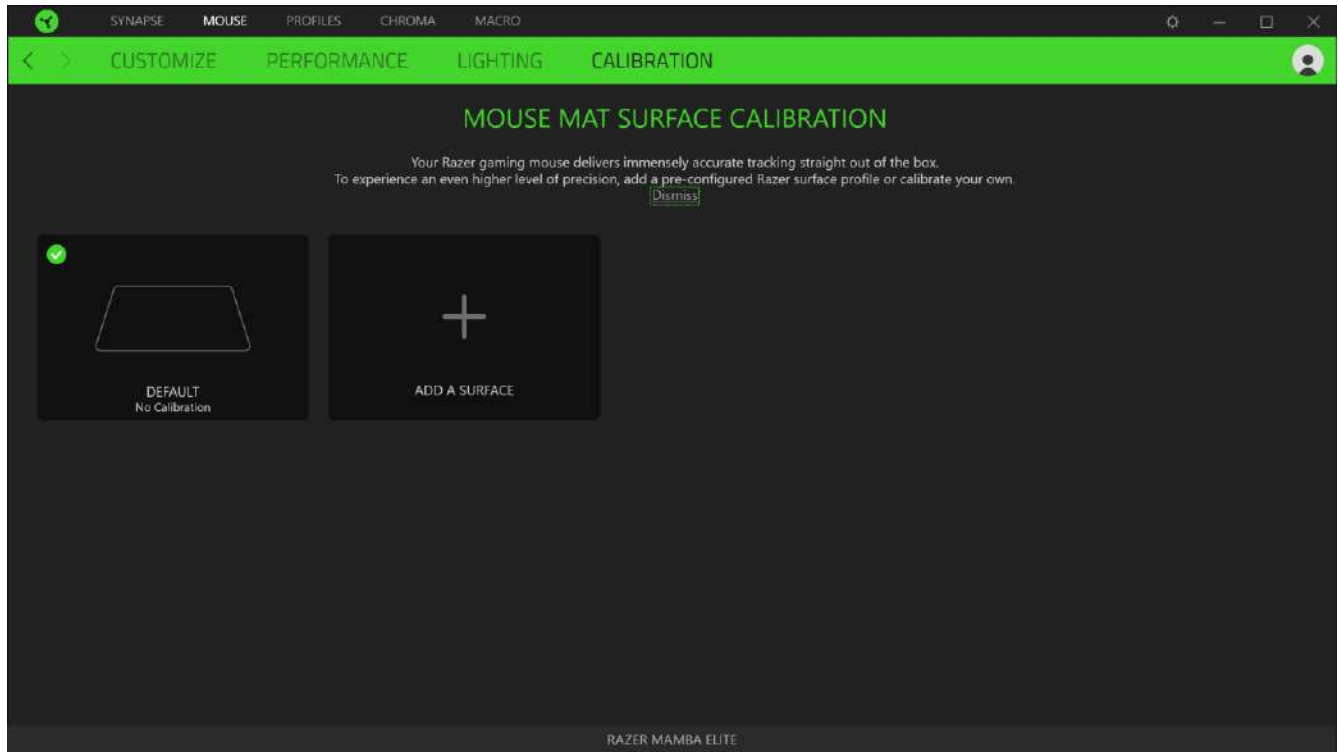 SYNAPSE MOUSE PROFILES CHROMA MACRO
CUSTOMIZE PERFORMANCE LIGHTING CALIBRATION
MOUSE MAT SURFACE CALIBRATION
Your Razer gaming mouse delivers immensely accurate tracking straight out of the box.
To experience an even higher level of precision, add a pre-configured Razer surface profile or calibrate your own.
Dismiss
DEFAULT
No Calibration
ADD A SURFACE
RAZER MAMBA ELITE